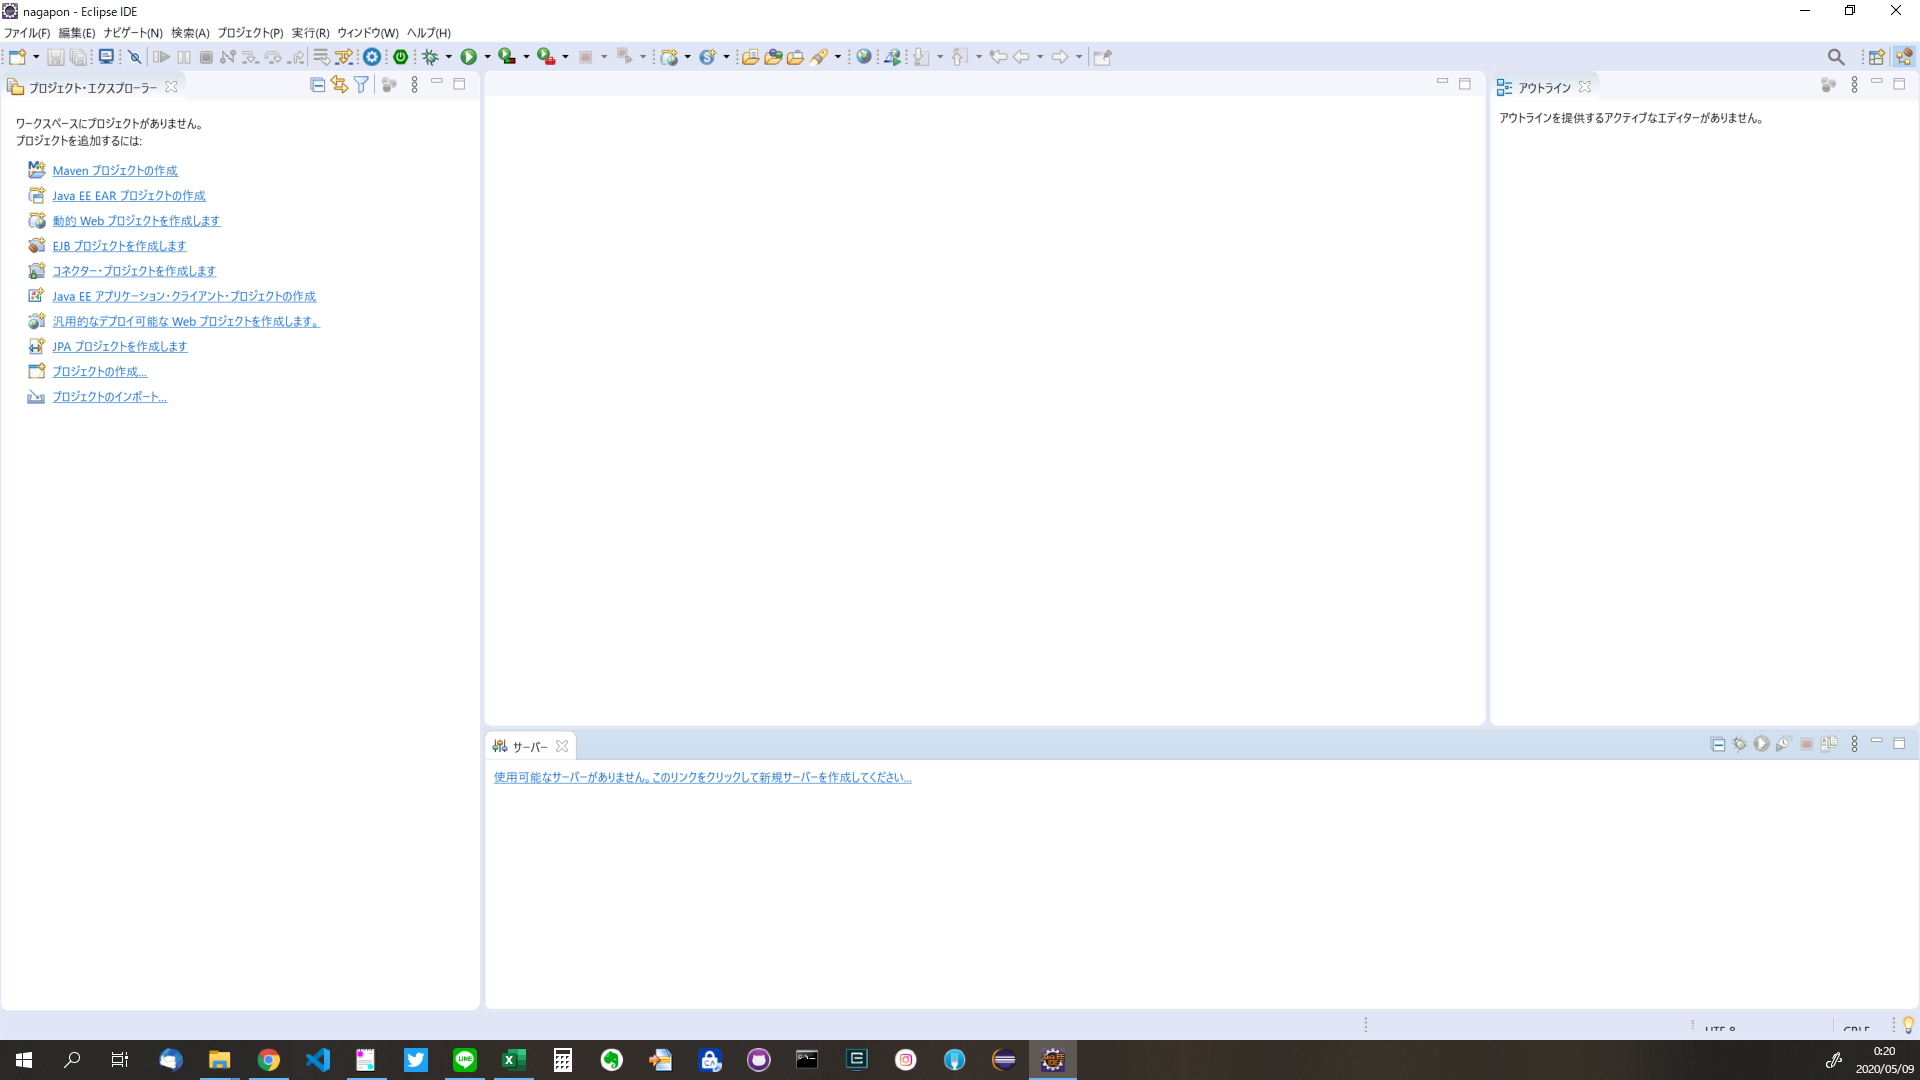 nagapon - Eclipse IDE
ファイル(F) 編集(E) ナビゲート(N) 検索(A) プロジェクト(P) 実行(R) ウィンドウ(W) ヘルプ(H)
プロジェクト・エクスプローラー
ワークスペースにプロジェクトがありません。
プロジェクトを追加するには:
Maven プロジェクトの作成
Java EE EAR プロジェクトの作成
動的 Web プロジェクトを作成します
EJB プロジェクトを作成します
コネクター・プロジェクトを作成します
Java EE アプリケーション・クライアント・プロジェクトの作成
汎用的なデプロイ可能な Web プロジェクトを作成します。
JPA プロジェクトを作成します
プロジェクトの作成...
プロジェクトのインポート...
アウトライン
アウトラインを提供するアクティブなエディターがありません。
サーバー
使用可能なサーバーがありません。このリンクをクリックして新規サーバーを作成してください...
UTF-8
CRLF
LINE
Java EE
IDE
0:20
2020/05/09